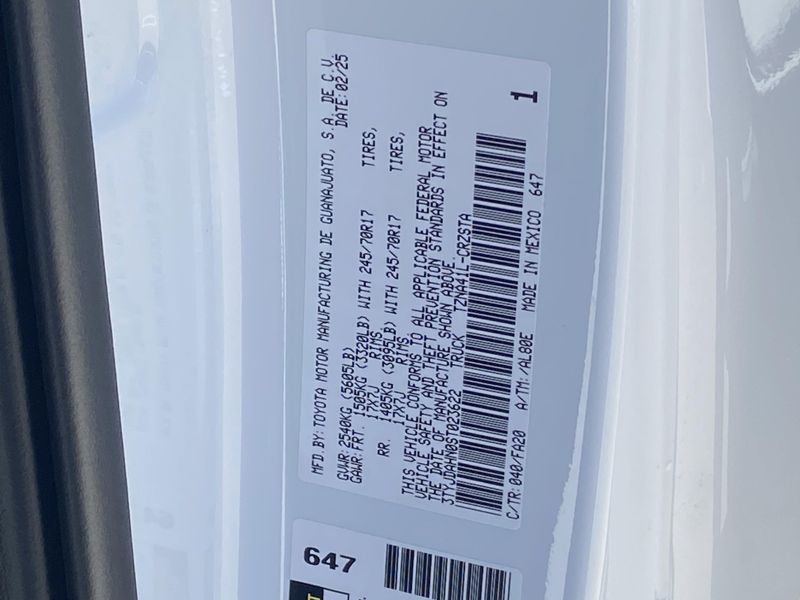 MFD.BY: TOYOTA MOTOR MANUFACTURING DE GUANAJUATO, S.A. DE C.V.
DATE: 02/25
GVWR: 2540KG (5605LB)
GAWR: FRT. 1505KG (3320LB) WITH 245/70R17 TIRES,
17X7J RIMS,
RR. 1405KG (3095LB) WITH 245/70R17 TIRES,
17X7J RIMS
THIS VEHICLE CONFORMS TO ALL APPLICABLE FEDERAL MOTOR
VEHICLE SAFETY AND THEFT PREVENTION STANDARDS IN EFFECT ON
THE DATE OF MANUFACTURE SHOWN ABOVE.
3TYJDAHN0ST023622 TRUCK TZNA41L-CRZSTA
1
C/TR: 040/FA20 A/TM: /AL80E MADE IN MEXICO 647
647